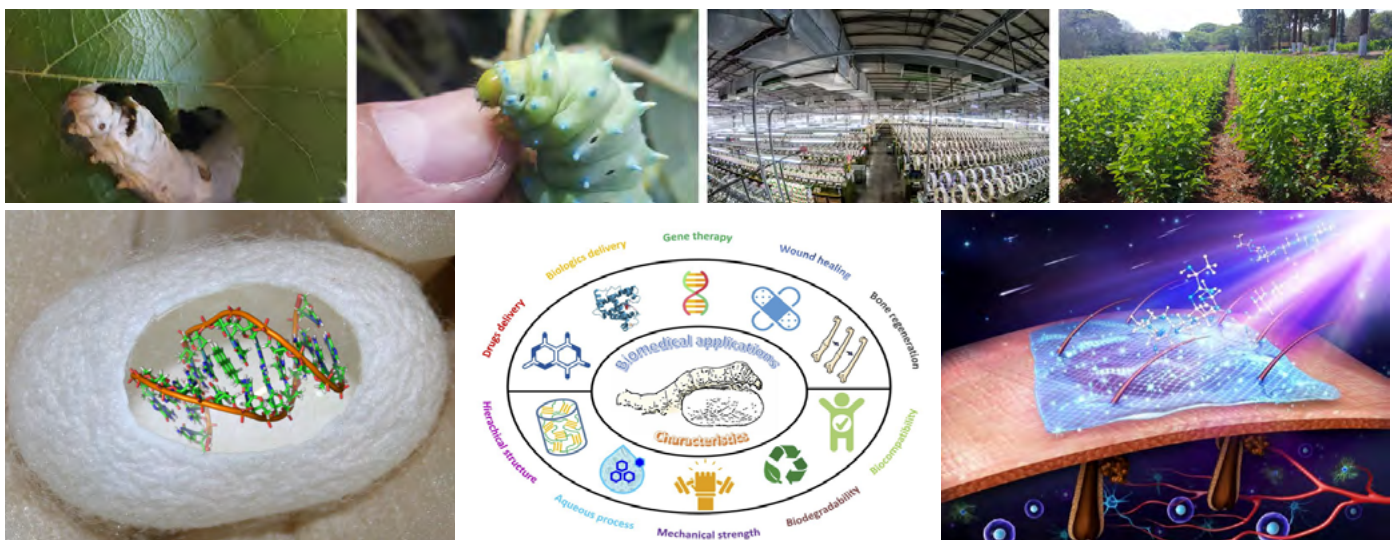 Gene therapy
Biologics delivery
Wound healing
Drugs delivery
Bone regeneration
Biomedical applications
Characteristics
Hierachical structure
Biocompatibility
Aqueous process
Biodegradability
Mechanical strength